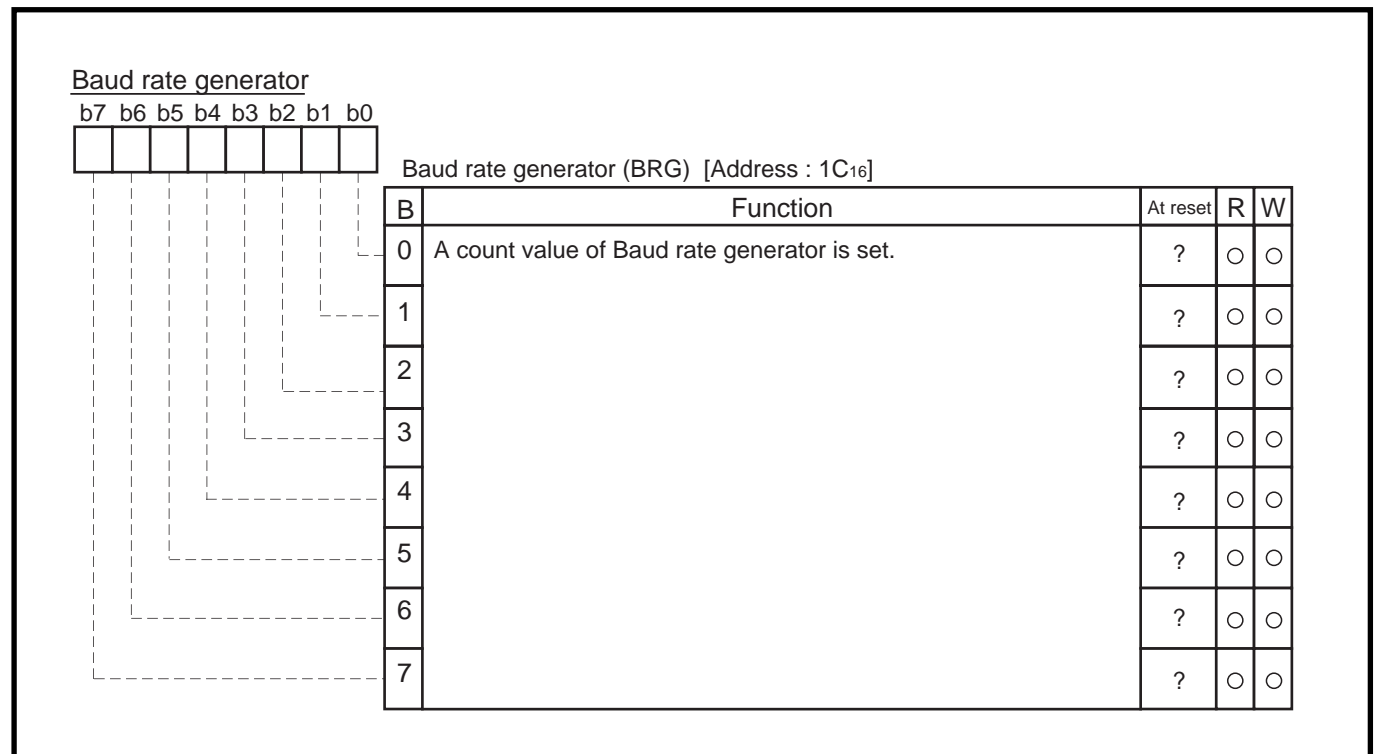 Baud rate generator
b7 b6 b5 b4 b3 b2 b1 b0
Baud rate generator (BRG) [Address : 1C₁₆]
B Function At reset R W
0 A count value of Baud rate generator is set. ? ○ ○
1 ? ○ ○
2 ? ○ ○
3 ? ○ ○
4 ? ○ ○
5 ? ○ ○
6 ? ○ ○
7 ? ○ ○